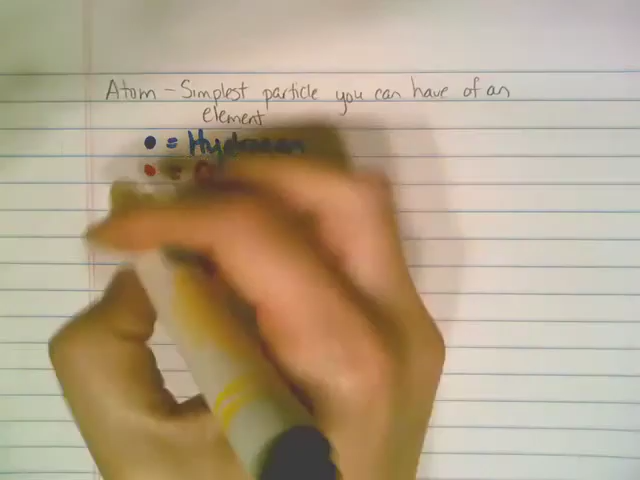 Atom - Simplest particle you can have of an
element
= Hydrogen
=